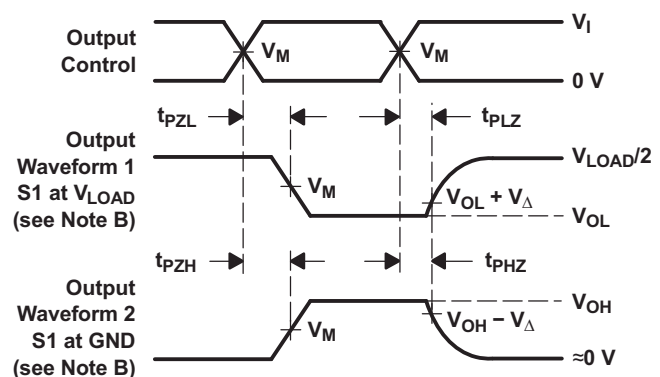 Output
Control
V_M
V_M
V_I
0 V
t_PZL
t_PLZ
Output
Waveform 1
S1 at V_LOAD
(see Note B)
V_M
V_LOAD/2
V_OL + V_Δ
V_OL
t_PZH
t_PHZ
Output
Waveform 2
S1 at GND
(see Note B)
V_M
V_OH
V_OH − V_Δ
≈0 V